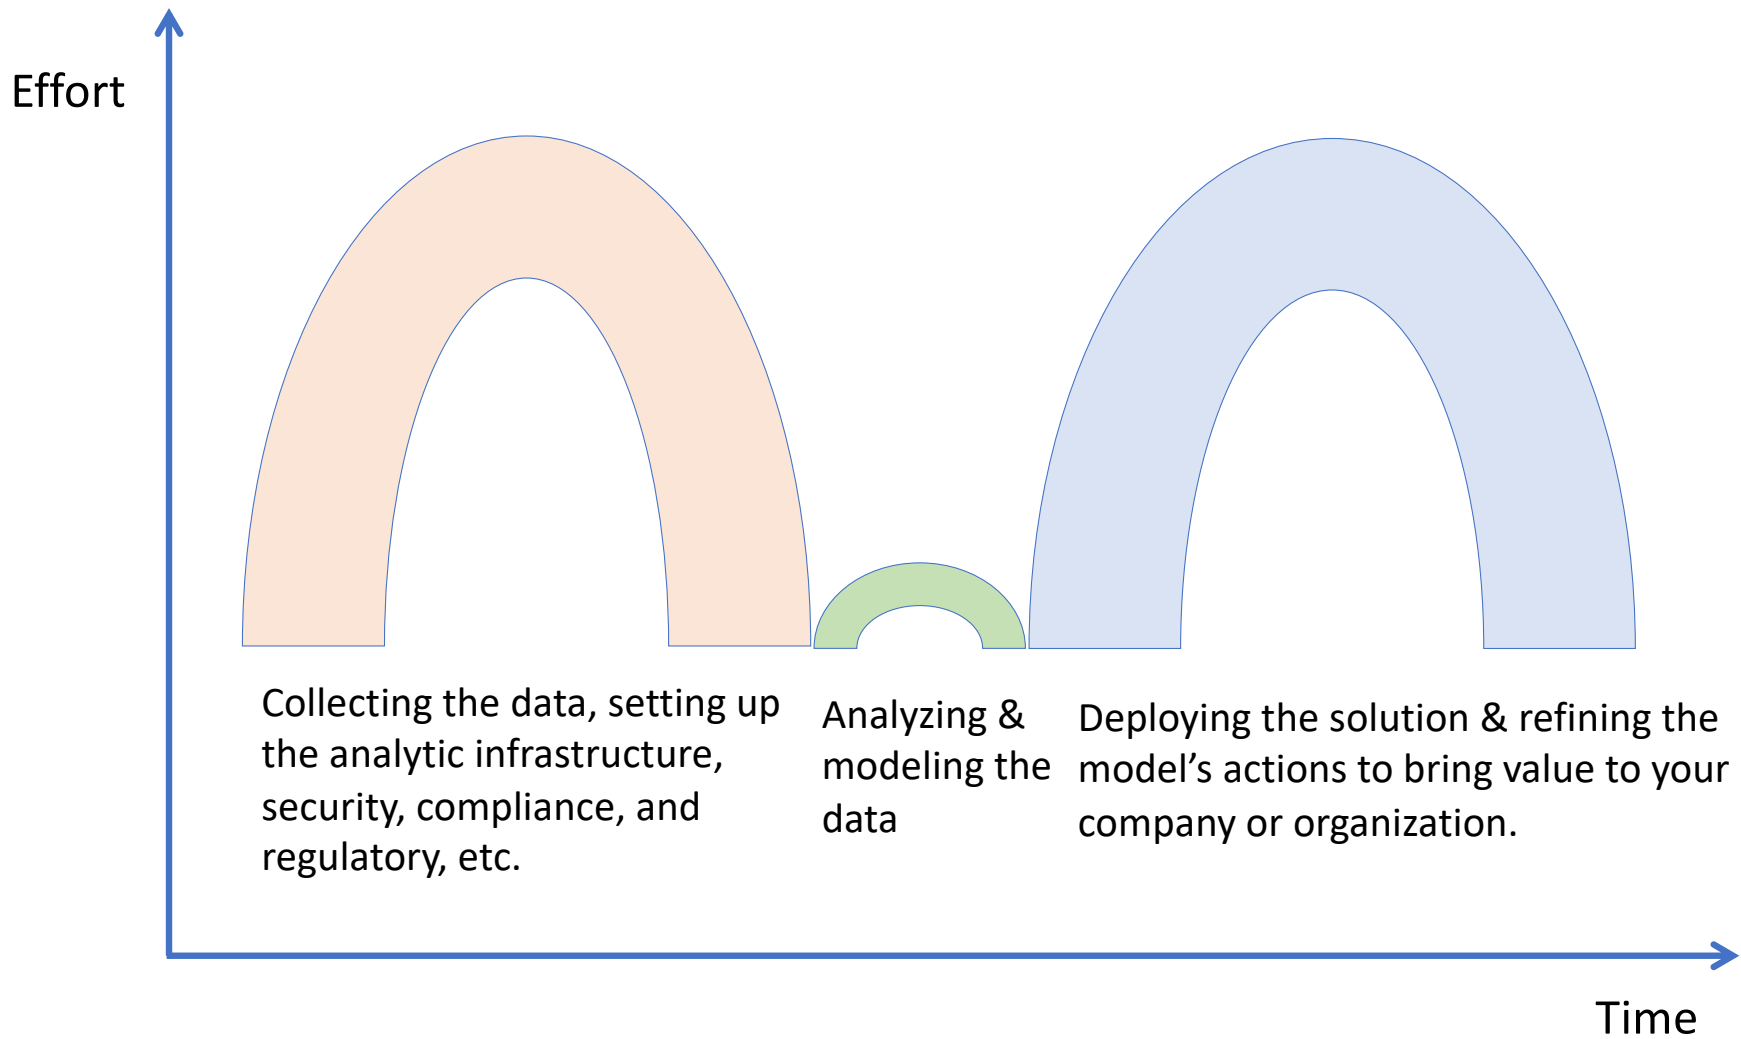 Effort
Collecting the data, setting up
the analytic infrastructure,
security, compliance, and
regulatory, etc.
Analyzing &
modeling the
data
Deploying the solution & refining the
model’s actions to bring value to your
company or organization.
Time